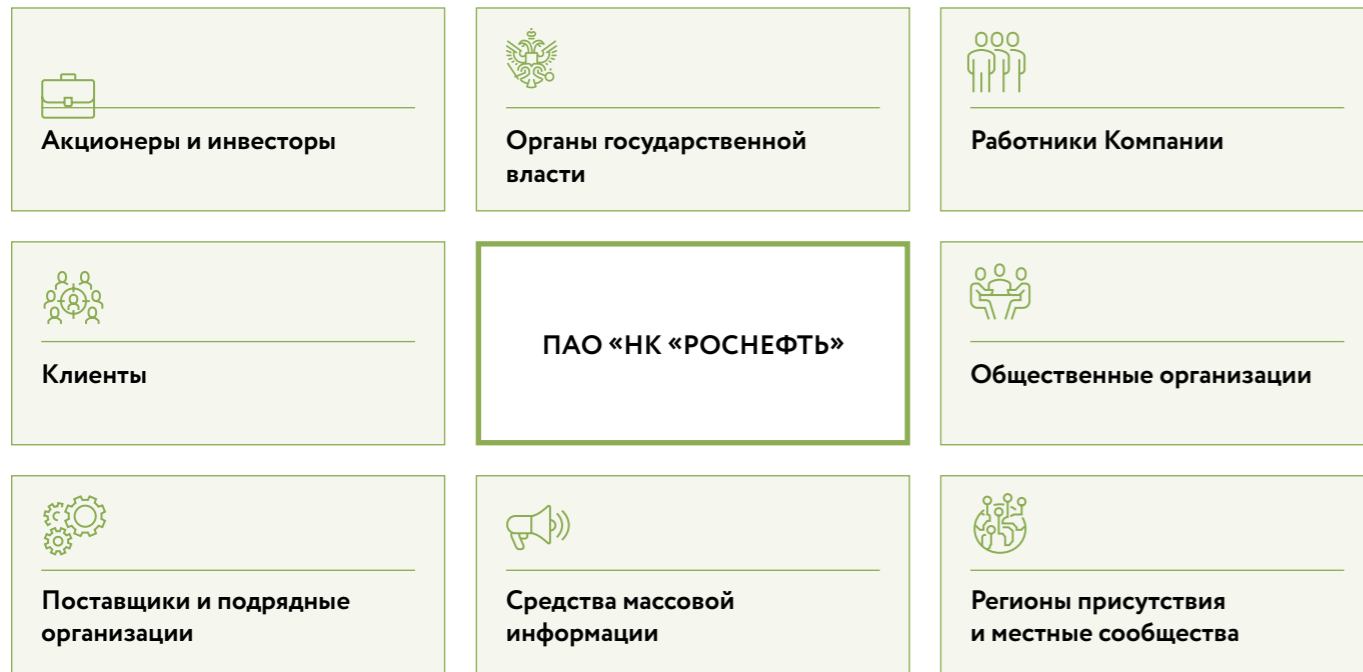 Акционеры и инвесторы
Органы государственной
власти
Работники Компании
Клиенты
ПАО «НК «РОСНЕФТЬ»
Общественные организации
Поставщики и подрядные
организации
Средства массовой
информации
Регионы присутствия
и местные сообщества